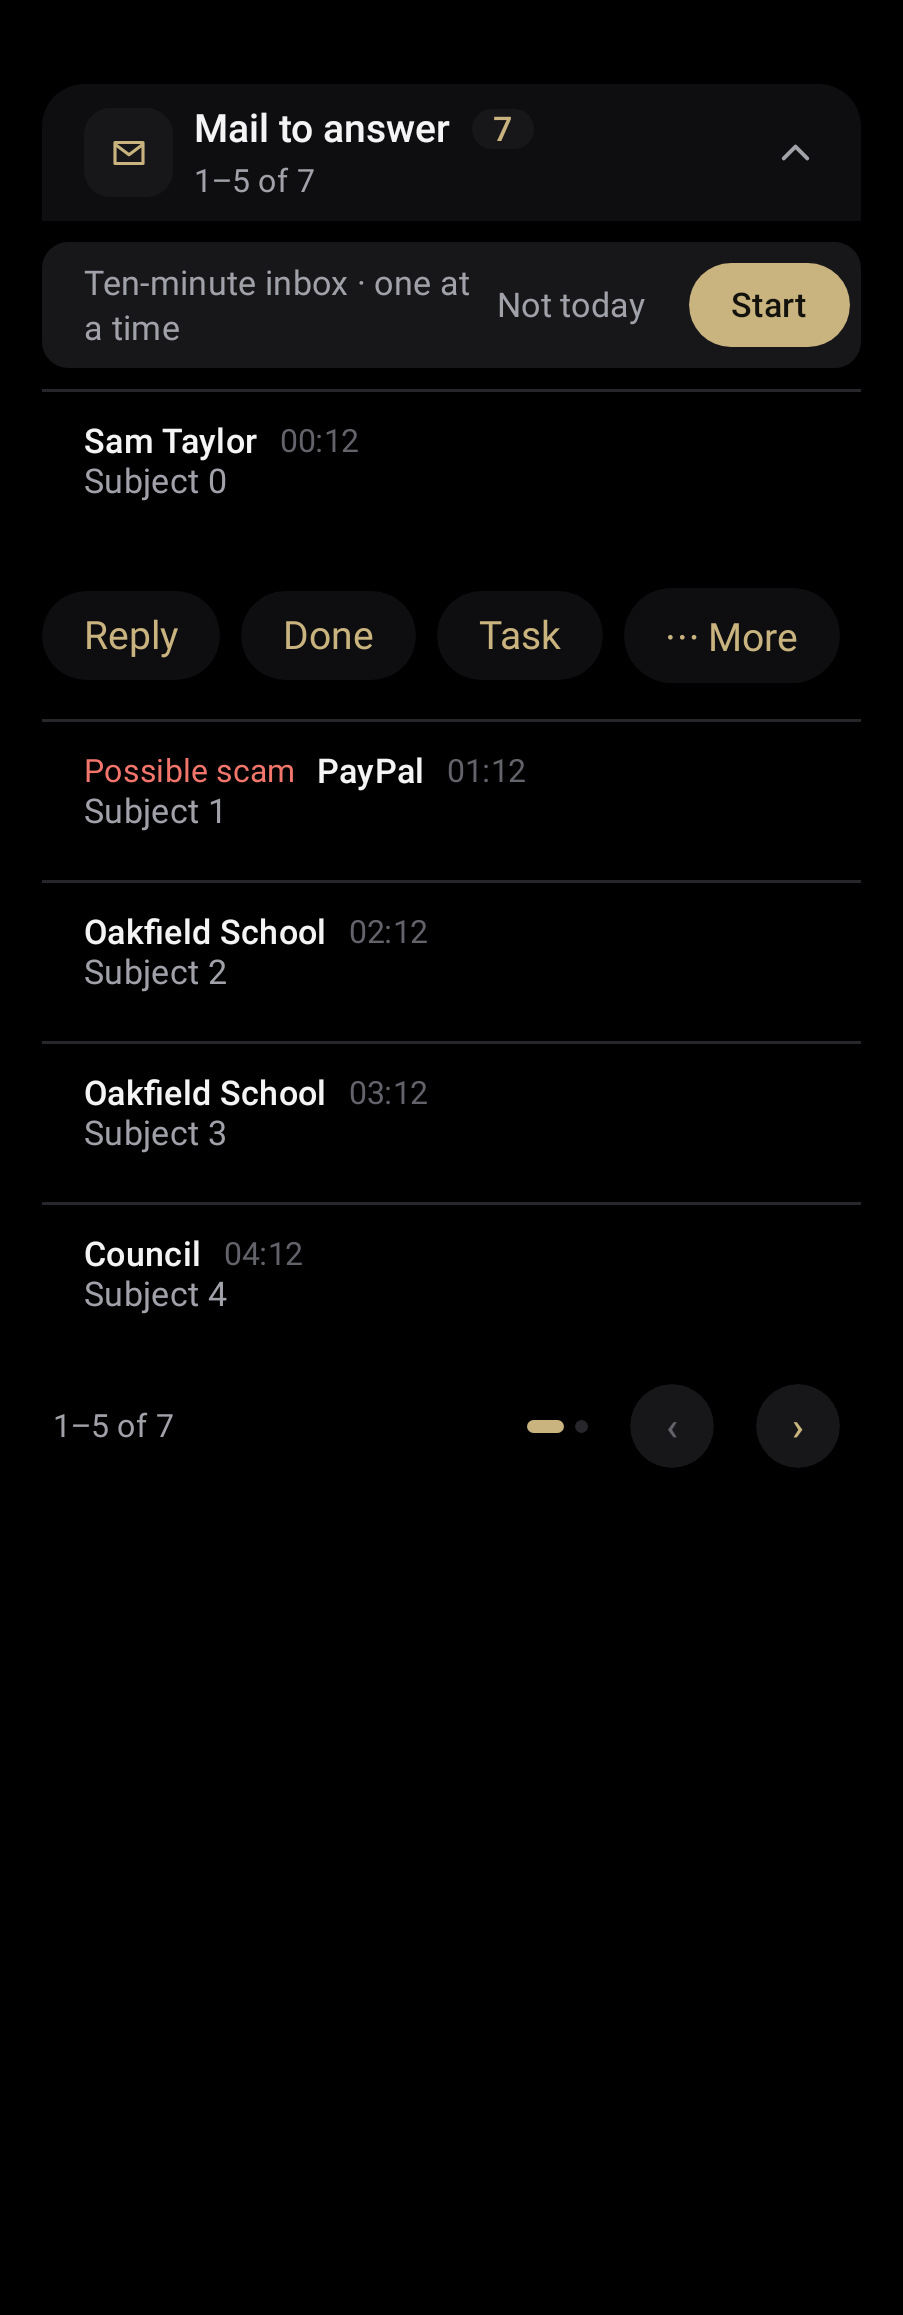 Mail to answer 7
1–5 of 7
Ten-minute inbox · one at
a time
Not today
Start
Sam Taylor 00:12
Subject 0
Reply Done Task ··· More
Possible scam PayPal 01:12
Subject 1
Oakfield School 02:12
Subject 2
Oakfield School 03:12
Subject 3
Council 04:12
Subject 4
1–5 of 7 ‹ ›